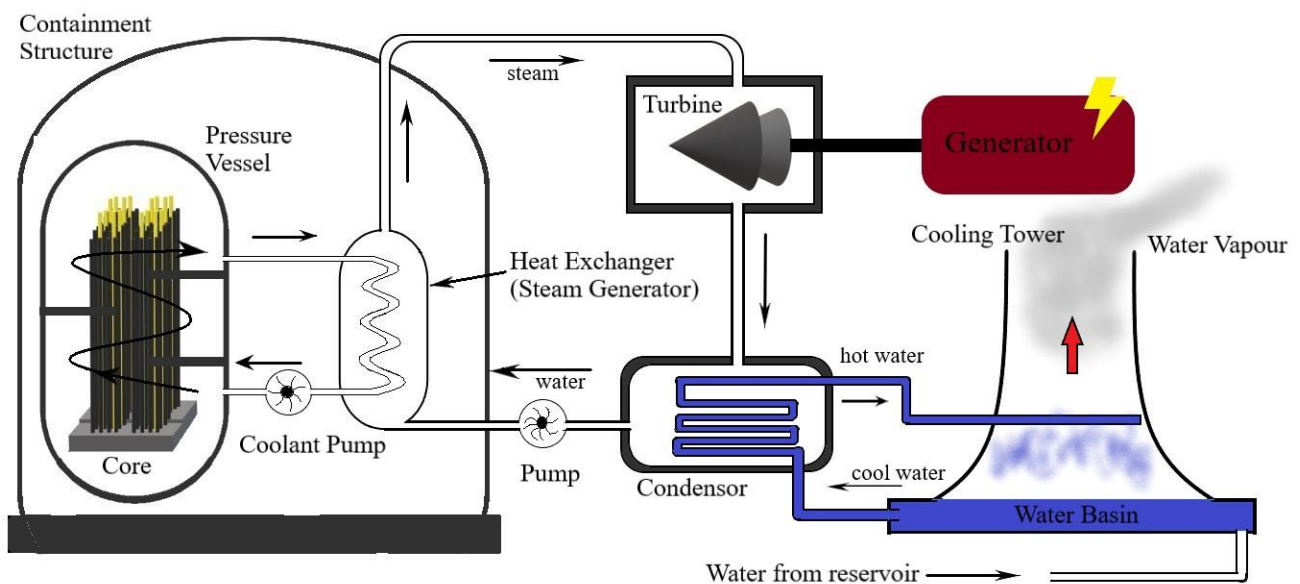 Containment
Structure
steam
Turbine
Generator
Pressure
Vessel
Cooling Tower
Water Vapour
Heat Exchanger
(Steam Generator)
hot water
water
Coolant Pump
Core
Pump
Condensor
cool water
Water Basin
Water from reservoir